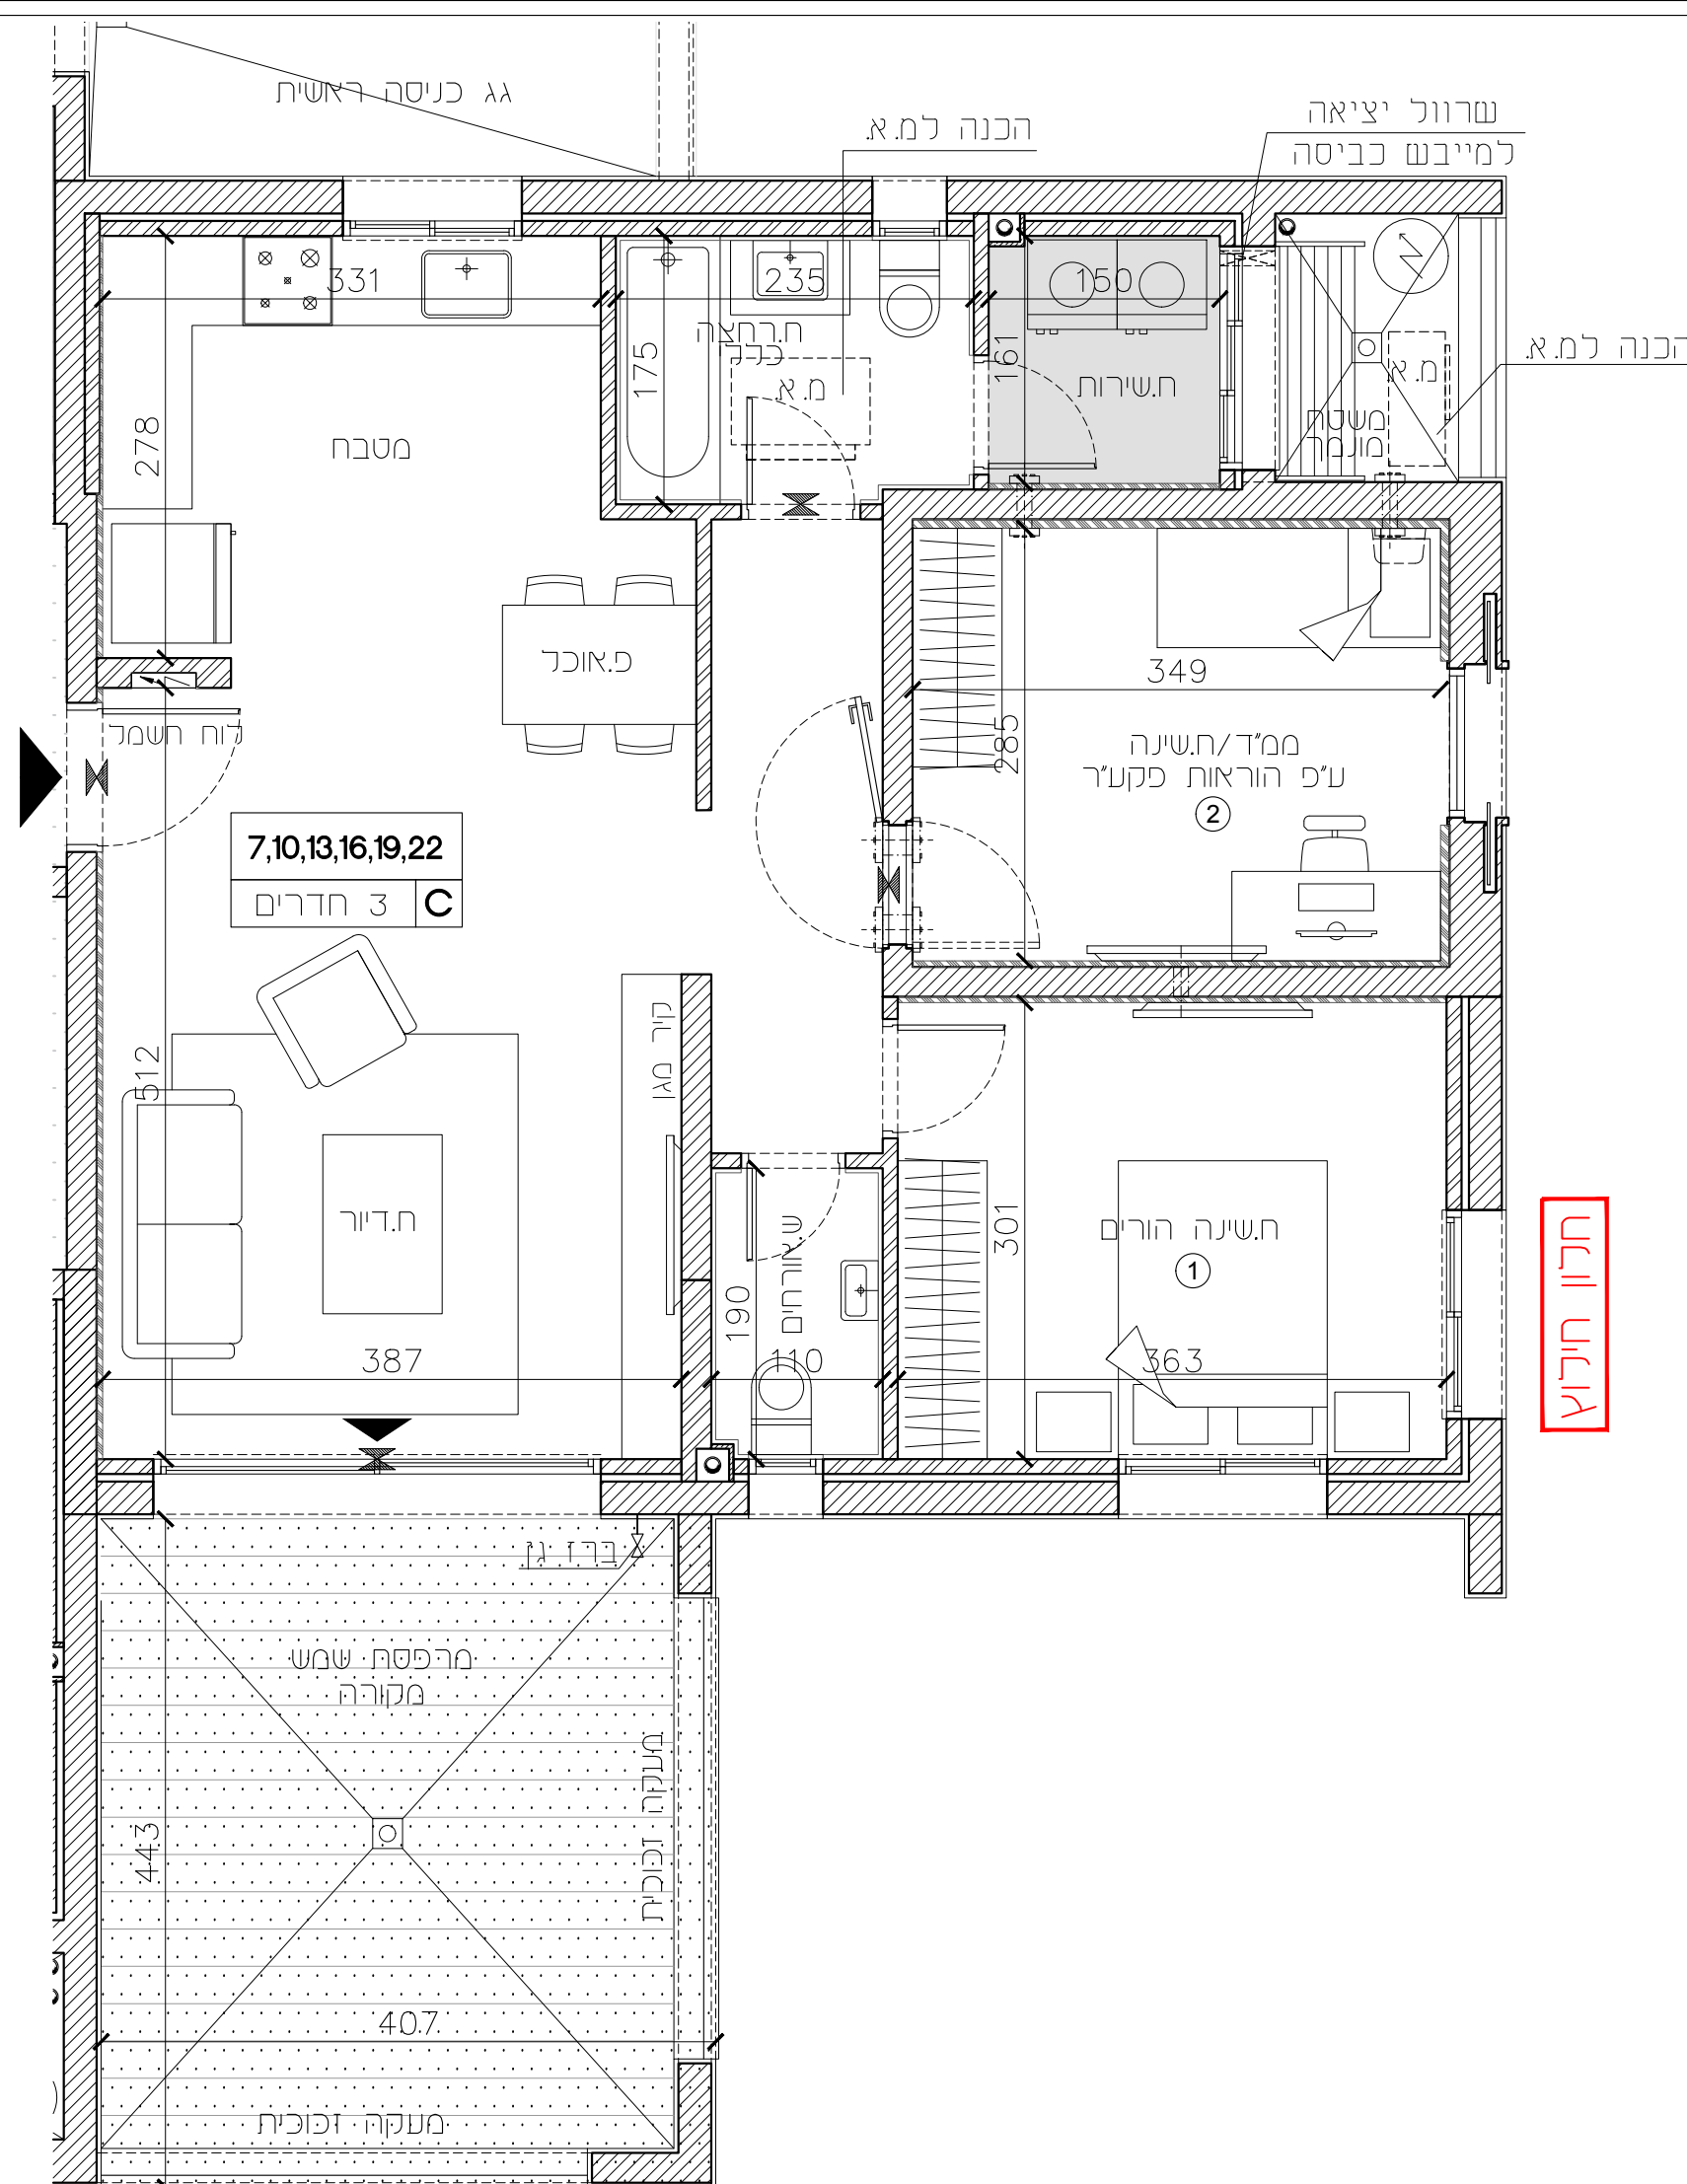 גג כניסה ראשית
הכנה למ.א.
שרוול יציאה
למייבש כביסה
331
235
150
ח.רחצה
כללי
175
161
מ.א.
ח.שירות
מ.א.
הכנה למ.א.
משטח
מונמך
278
מטבח
פ.אוכל
349
לוח חשמל
285
ממ"ד/ח.שינה
ע"פ הוראות פקע"ר
2
7,10,13,16,19,22
3 חדרים
C
קיר מגן
512
ח.דיור
ש.אורחים
301
ח.שינה הורים
1
חלון חילוץ
190
387
110
363
ברז גן
מרפסת שמש
מקורה
מעקה זכוכית
443
407
מעקה זכוכית